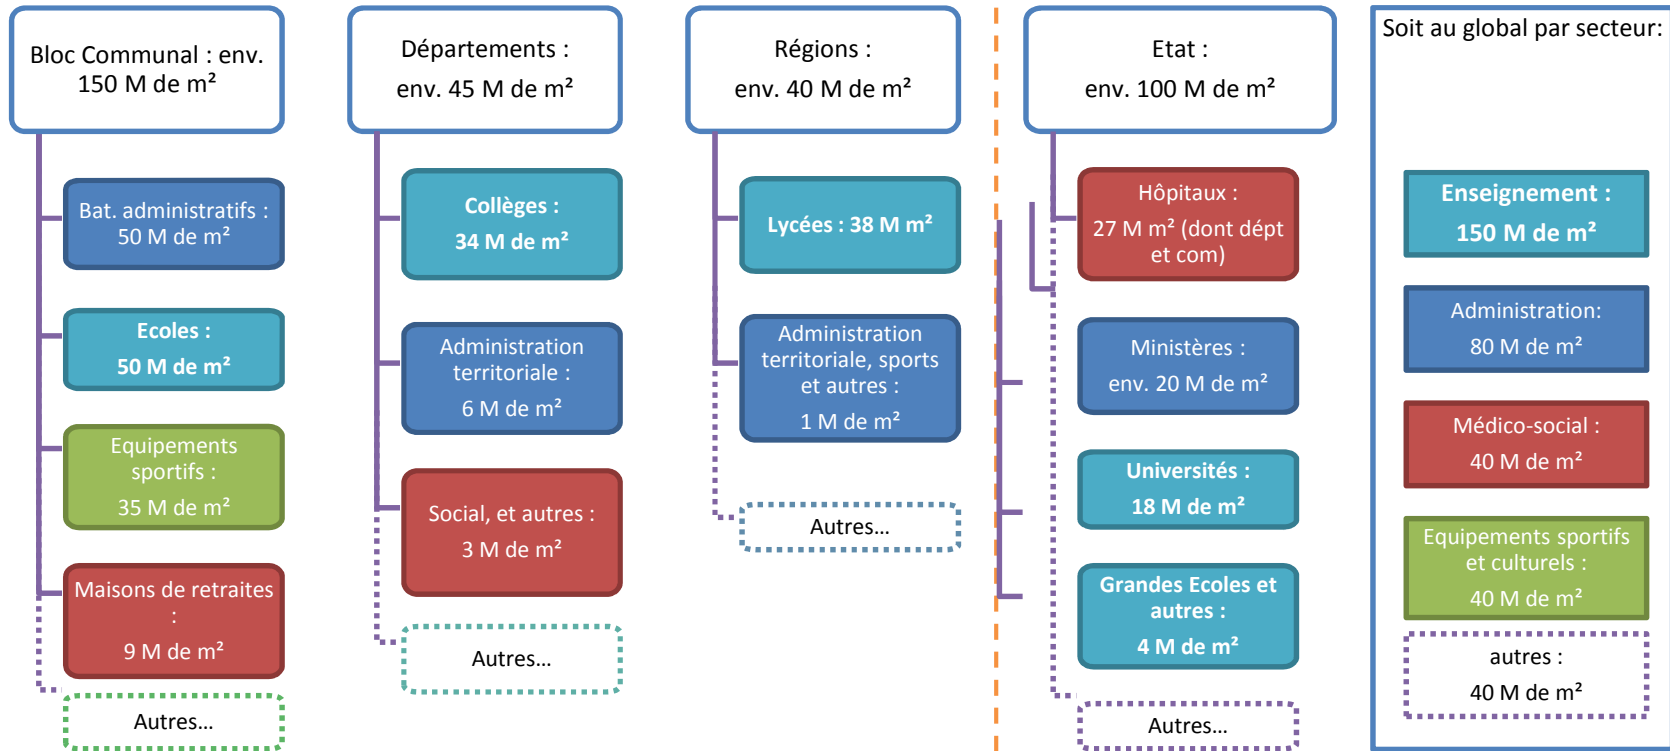 Bloc Communal : env.
150 M de m²
Bat. administratifs :
50 M de m²
Ecoles :
50 M de m²
Equipements
sportifs :
35 M de m²
Maisons de retraites
:
9 M de m²
Autres...
Départements :
env. 45 M de m²
Collèges :
34 M de m²
Administration
territoriale :
6 M de m²
Social, et autres :
3 M de m²
Autres...
Régions :
env. 40 M de m²
Lycées : 38 M m²
Administration
territoriale, sports
et autres :
1 M de m²
Autres...
Etat :
env. 100 M de m²
Hôpitaux :
27 M m² (dont dépt
et com)
Ministères :
env. 20 M de m²
Universités :
18 M de m²
Grandes Ecoles et
autres :
4 M de m²
Autres...
Soit au global par secteur:
Enseignement :
150 M de m²
Administration:
80 M de m²
Médico-social :
40 M de m²
Equipements sportifs
et culturels :
40 M de m²
autres :
40 M de m²